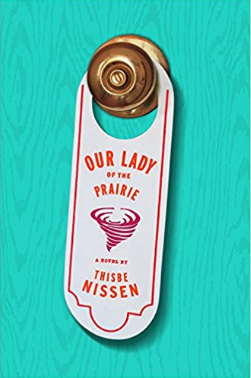 OUR LADY
OF THE
PRAIRIE
A NOVEL BY
THISBE
NISSEN